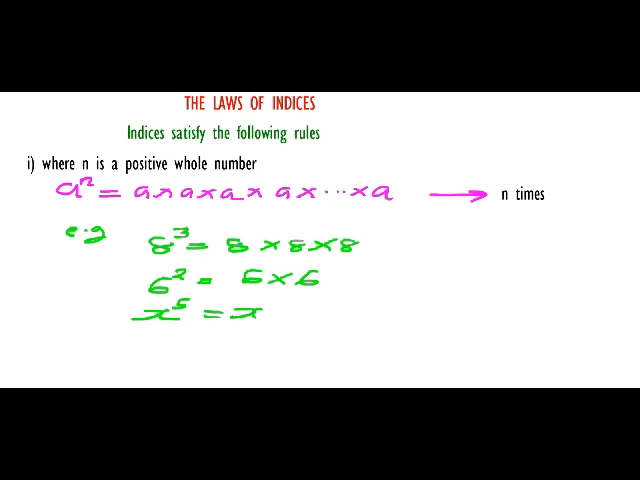 THE LAWS OF INDICES
Indices satisfy the following rules
i) where n is a positive whole number
aⁿ = a × a × a × a × ··· × a ⟶ n times
e.g
8³ = 8 × 8 × 8
6² = 6 × 6
x⁵ = x